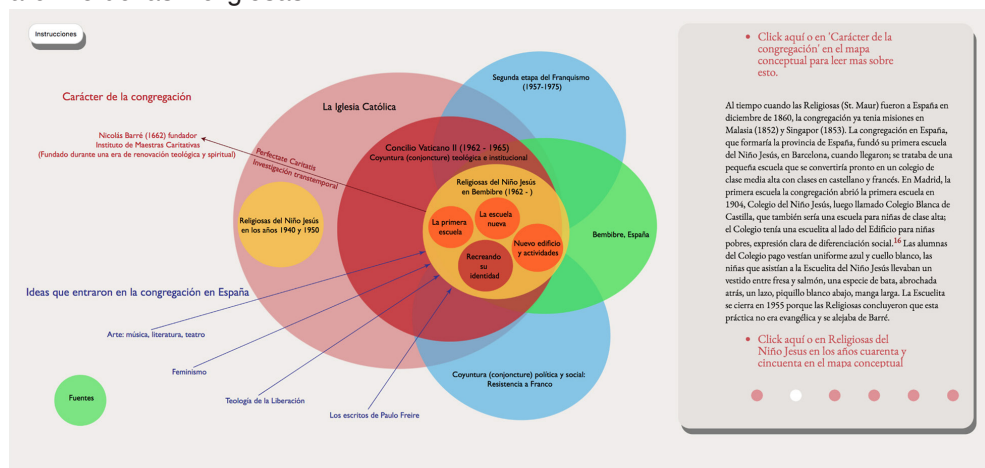 Instrucciones
Carácter de la congregación
Nicolás Barré (1662) fundador
Instituto de Maestras Caritativas
(Fundado durante una era de renovación teológica y spiritual)
La Iglesia Católica
Perfectate Caritatis
Investigación transtemporal
Segunda etapa del Franquismo
(1957-1975)
Concilio Vaticano II (1962 - 1965)
Coyuntura (conjoncture) teológica e institucional
Religiosas del Niño Jesús
en Bembibre (1962 - )
Religiosas del Niño Jesús
en los años 1940 y 1950
La primera
escuela
La escuela
nueva
Nuevo edificio
y actividades
Recreando
su
identidad
Bembibre, España
Ideas que entraron en la congregación en España
Arte: música, literatura, teatro
Feminismo
Teología de la Liberación
Los escritos de Paulo Freire
Coyuntura (conjoncture) política y social:
Resistencia a Franco
Fuentes
Click aquí o en 'Carácter de la
congregación' en el mapa
conceptual para leer mas sobre
esto.
Al tiempo cuando las Religiosas (St. Maur) fueron a España en
diciembre de 1860, la congregación ya tenia misiones en
Malasia (1852) y Singapor (1853). La congregación en España,
que formaría la provincia de España, fundó su primera escuela
del Niño Jesús, en Barcelona, cuando llegaron; se trataba de una
pequeña escuela que se convertiría pronto en un colegio de
clase media alta con clases en castellano y francés. En Madrid, la
primera escuela la congregación abrió la primera escuela en
1904, Colegio del Niño Jesús, luego llamado Colegio Blanca de
Castilla, que también sería una escuela para niñas de clase alta;
el Colegio tenía una escuelita al lado del Edificio para niñas
pobres, expresión clara de diferenciación social.16 Las alumnas
del Colegio pago vestían uniforme azul y cuello blanco, las
niñas que asistían a la Escuelita del Niño Jesús llevaban un
vestido entre fresa y salmón, una especie de bata, abrochada
atrás, un lazo, piquillo blanco abajo, manga larga. La Escuelita
se cierra en 1955 porque las Religiosas concluyeron que esta
práctica no era evangélica y se alejaba de Barré.
Click aquí o en Religiosas del
Niño Jesus en los años cuarenta y
cincuenta en el mapa conceptual